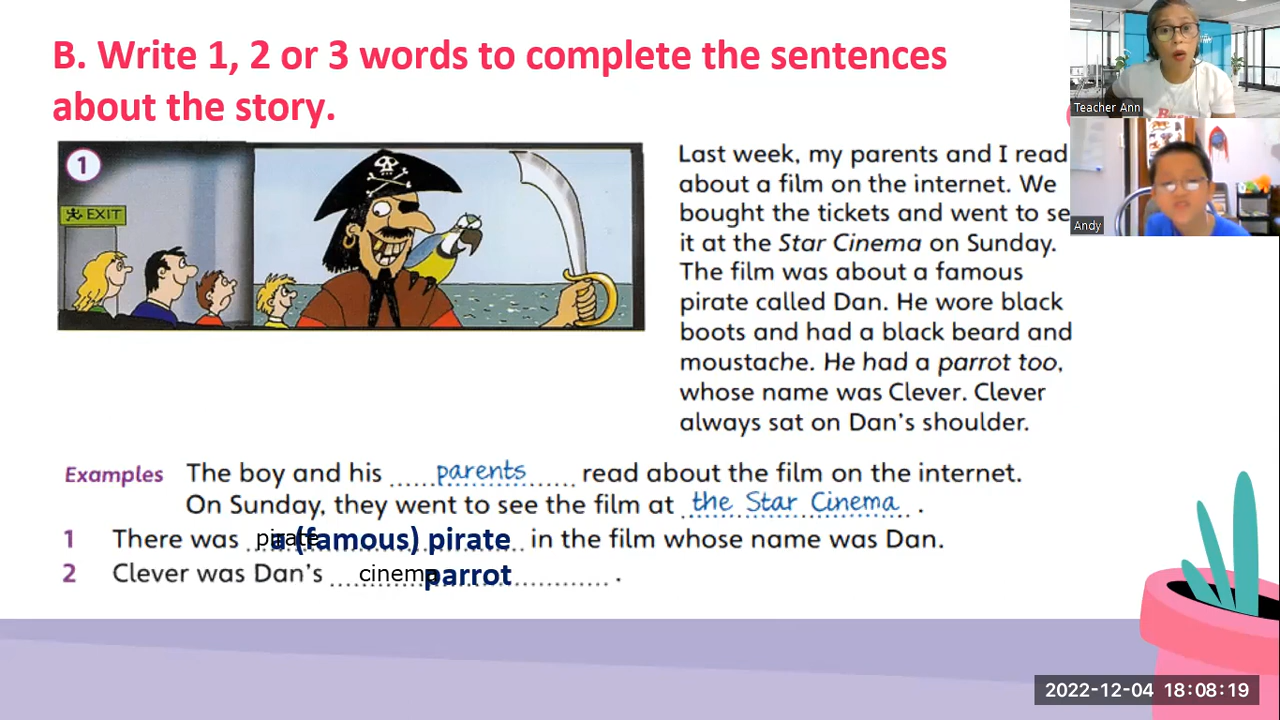 B. Write 1, 2 or 3 words to complete the sentences
about the story.
1
EXIT
Last week, my parents and I read
about a film on the internet. We
bought the tickets and went to se
it at the Star Cinema on Sunday.
The film was about a famous
pirate called Dan. He wore black
boots and had a black beard and
moustache. He had a parrot too,
whose name was Clever. Clever
always sat on Dan's shoulder.
Examples The boy and his parents read about the film on the internet.
On Sunday, they went to see the film at the Star Cinema.
1 There was pirate a (famous) pirate in the film whose name was Dan.
2 Clever was Dan's cinema parrot.
Teacher Ann
Andy
2022-12-04 18:08:19